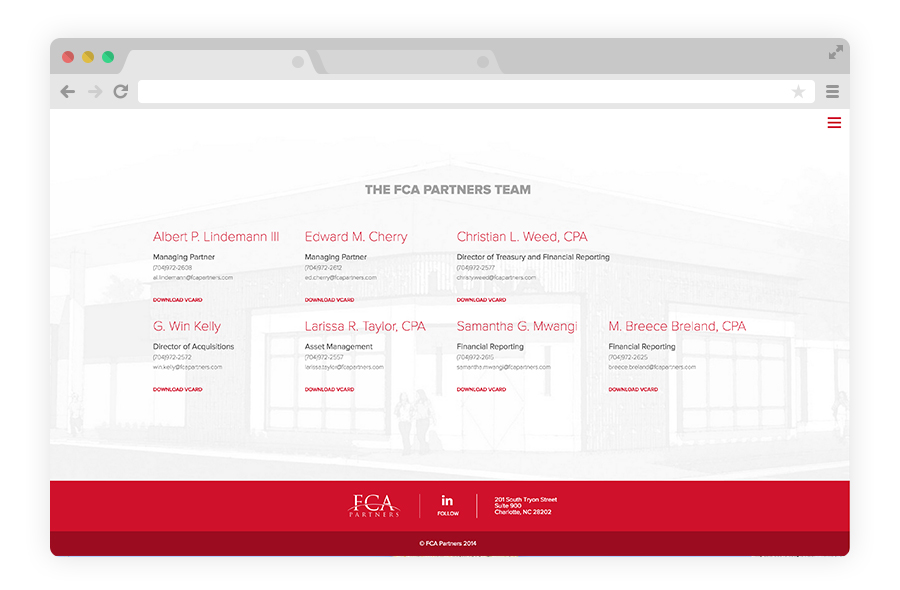 THE FCA PARTNERS TEAM
Albert P. Lindemann III
Managing Partner
(704)972-2608
al.lindemann@fcapartners.com
DOWNLOAD VCARD
Edward M. Cherry
Managing Partner
(704)972-2612
ed.cherry@fcapartners.com
DOWNLOAD VCARD
Christian L. Weed, CPA
Director of Treasury and Financial Reporting
(704)972-2577
chris.weed@fcapartners.com
DOWNLOAD VCARD
G. Win Kelly
Director of Acquisitions
(704)972-2572
win.kelly@fcapartners.com
DOWNLOAD VCARD
Larissa R. Taylor, CPA
Asset Management
(704)972-2557
larissa.taylor@fcapartners.com
DOWNLOAD VCARD
Samantha G. Mwangi
Financial Reporting
(704)972-2615
samantha.mwangi@fcapartners.com
DOWNLOAD VCARD
M. Breece Breland, CPA
Financial Reporting
(704)972-2625
breece.breland@fcapartners.com
DOWNLOAD VCARD
FCA
PARTNERS
in
FOLLOW
201 South Tryon Street
Suite 900
Charlotte, NC 28202
© FCA Partners 2014